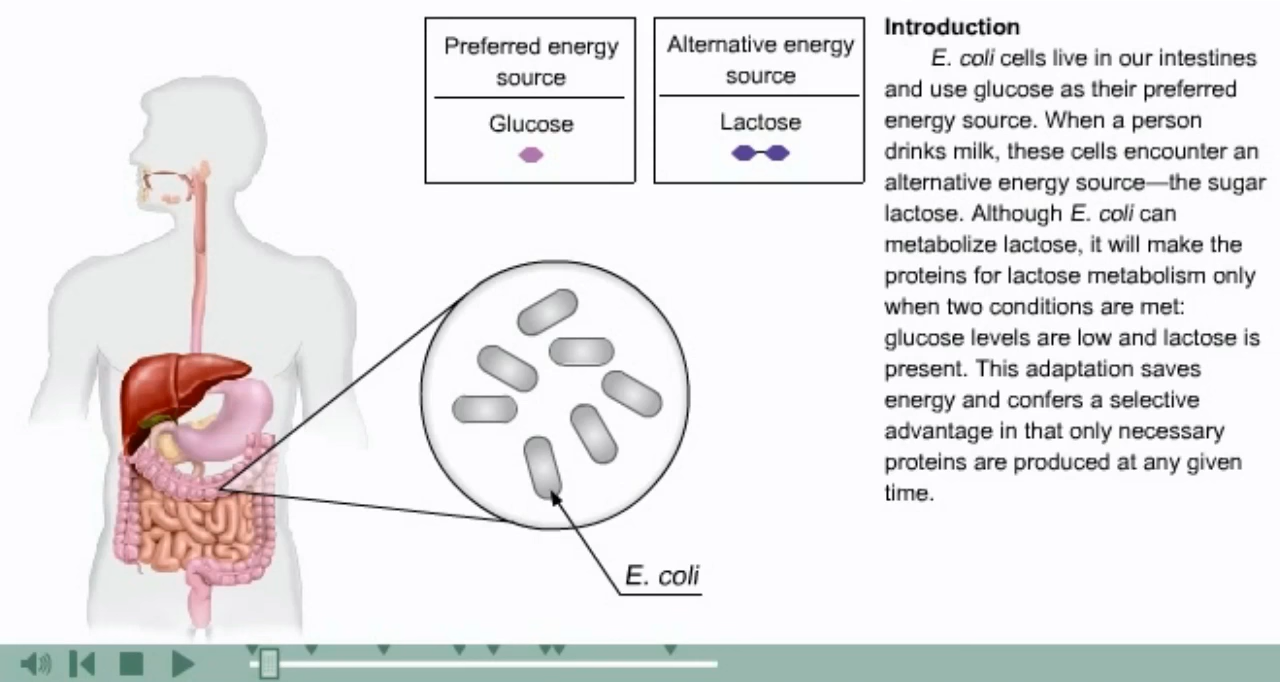 Preferred energy
source
Glucose
Alternative energy
source
Lactose
E. coli
Introduction
E. coli cells live in our intestines
and use glucose as their preferred
energy source. When a person
drinks milk, these cells encounter an
alternative energy source—the sugar
lactose. Although E. coli can
metabolize lactose, it will make the
proteins for lactose metabolism only
when two conditions are met:
glucose levels are low and lactose is
present. This adaptation saves
energy and confers a selective
advantage in that only necessary
proteins are produced at any given
time.